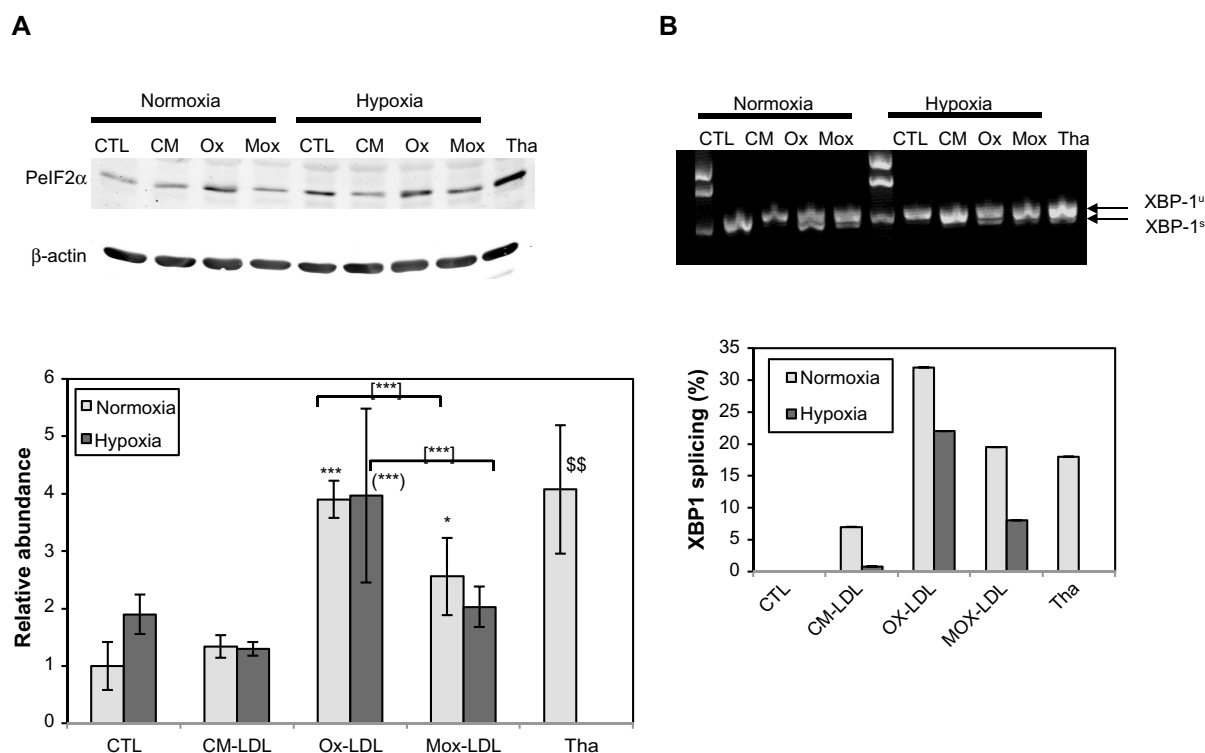 A
Normoxia Hypoxia
CTL CM Ox Mox CTL CM Ox Mox Tha
PeIF2α
β-actin
Relative abundance
6
5
4
3
2
1
0
Normoxia
Hypoxia
[***]
[***]
***
(***)
*
$$
CTL CM-LDL Ox-LDL Mox-LDL Tha
B
Normoxia Hypoxia
CTL CM Ox Mox CTL CM Ox Mox Tha
XBP-1ᵘ
XBP-1ˢ
XBP1 splicing (%)
35
30
25
20
15
10
5
0
Normoxia
Hypoxia
CTL CM-LDL OX-LDL MOX-LDL Tha